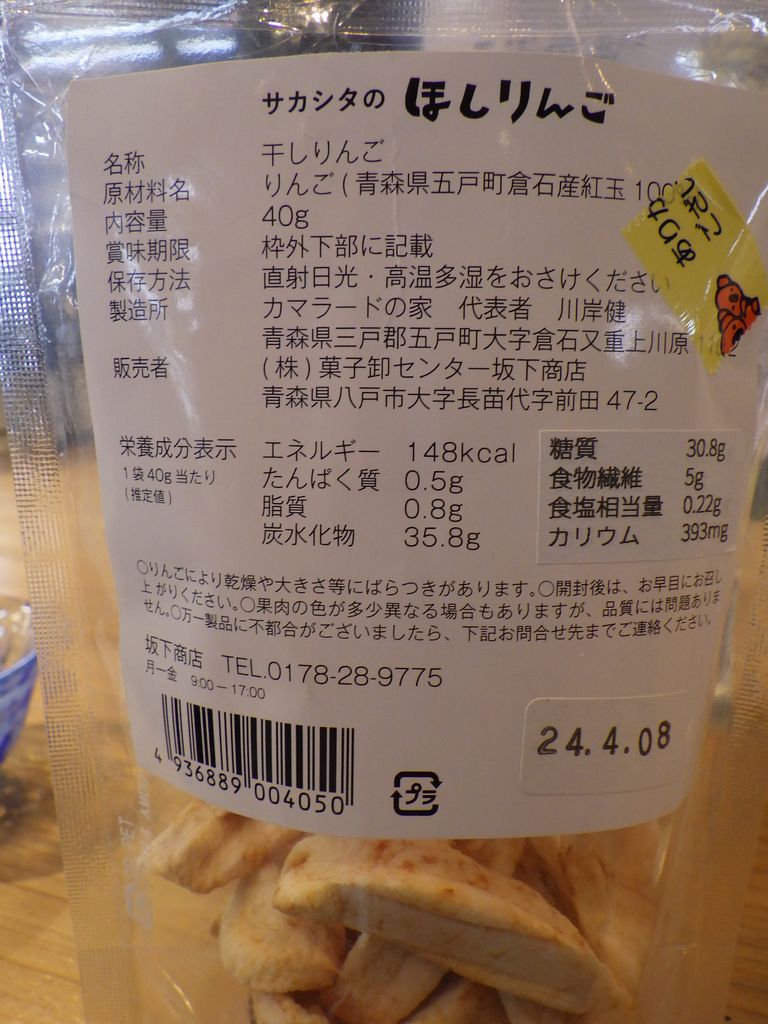 サカシタの ほしりんご
名称 干しりんご
原材料名 りんご(青森県五戸町倉石産紅玉 100
内容量 40g
賞味期限 枠外下部に記載
保存方法 直射日光・高温多湿をおさけください
製造所 カマラードの家 代表者 川岸健
青森県三戸郡五戸町大字倉石又重上川原
販売者 (株)菓子卸センター坂下商店
青森県八戸市大字長苗代字前田 47-2
ありがとう
栄養成分表示
1袋40g当たり
(推定値)
エネルギー 148kcal
たんぱく質 0.5g
脂質 0.8g
炭水化物 35.8g
糖質 30.8g
食物繊維 5g
食塩相当量 0.22g
カリウム 393mg
○りんごにより乾燥や大きさ等にばらつきがあります。○開封後は、お早目にお召し
上がりください。○果肉の色が多少異なる場合もありますが、品質には問題ありま
せん。○万一製品に不都合がございましたら、下記お問合せ先までご連絡ください。
坂下商店 TEL.0178-28-9775
月－金 9:00－17:00
4 936889 004050
プラ
24.4.08
PET